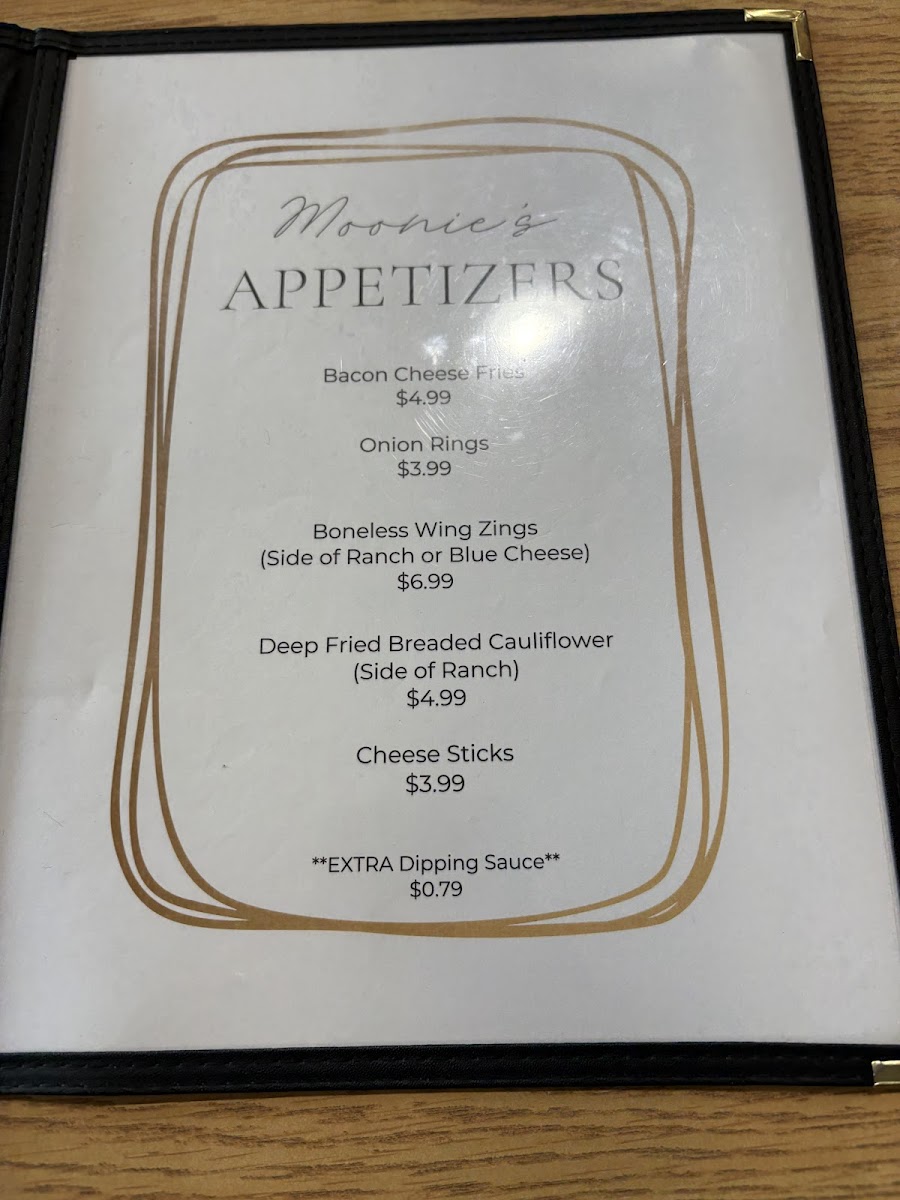 Moonie's
APPETIZERS
Bacon Cheese Fries
$4.99
Onion Rings
$3.99
Boneless Wing Zings
(Side of Ranch or Blue Cheese)
$6.99
Deep Fried Breaded Cauliflower
(Side of Ranch)
$4.99
Cheese Sticks
$3.99
**EXTRA Dipping Sauce**
$0.79